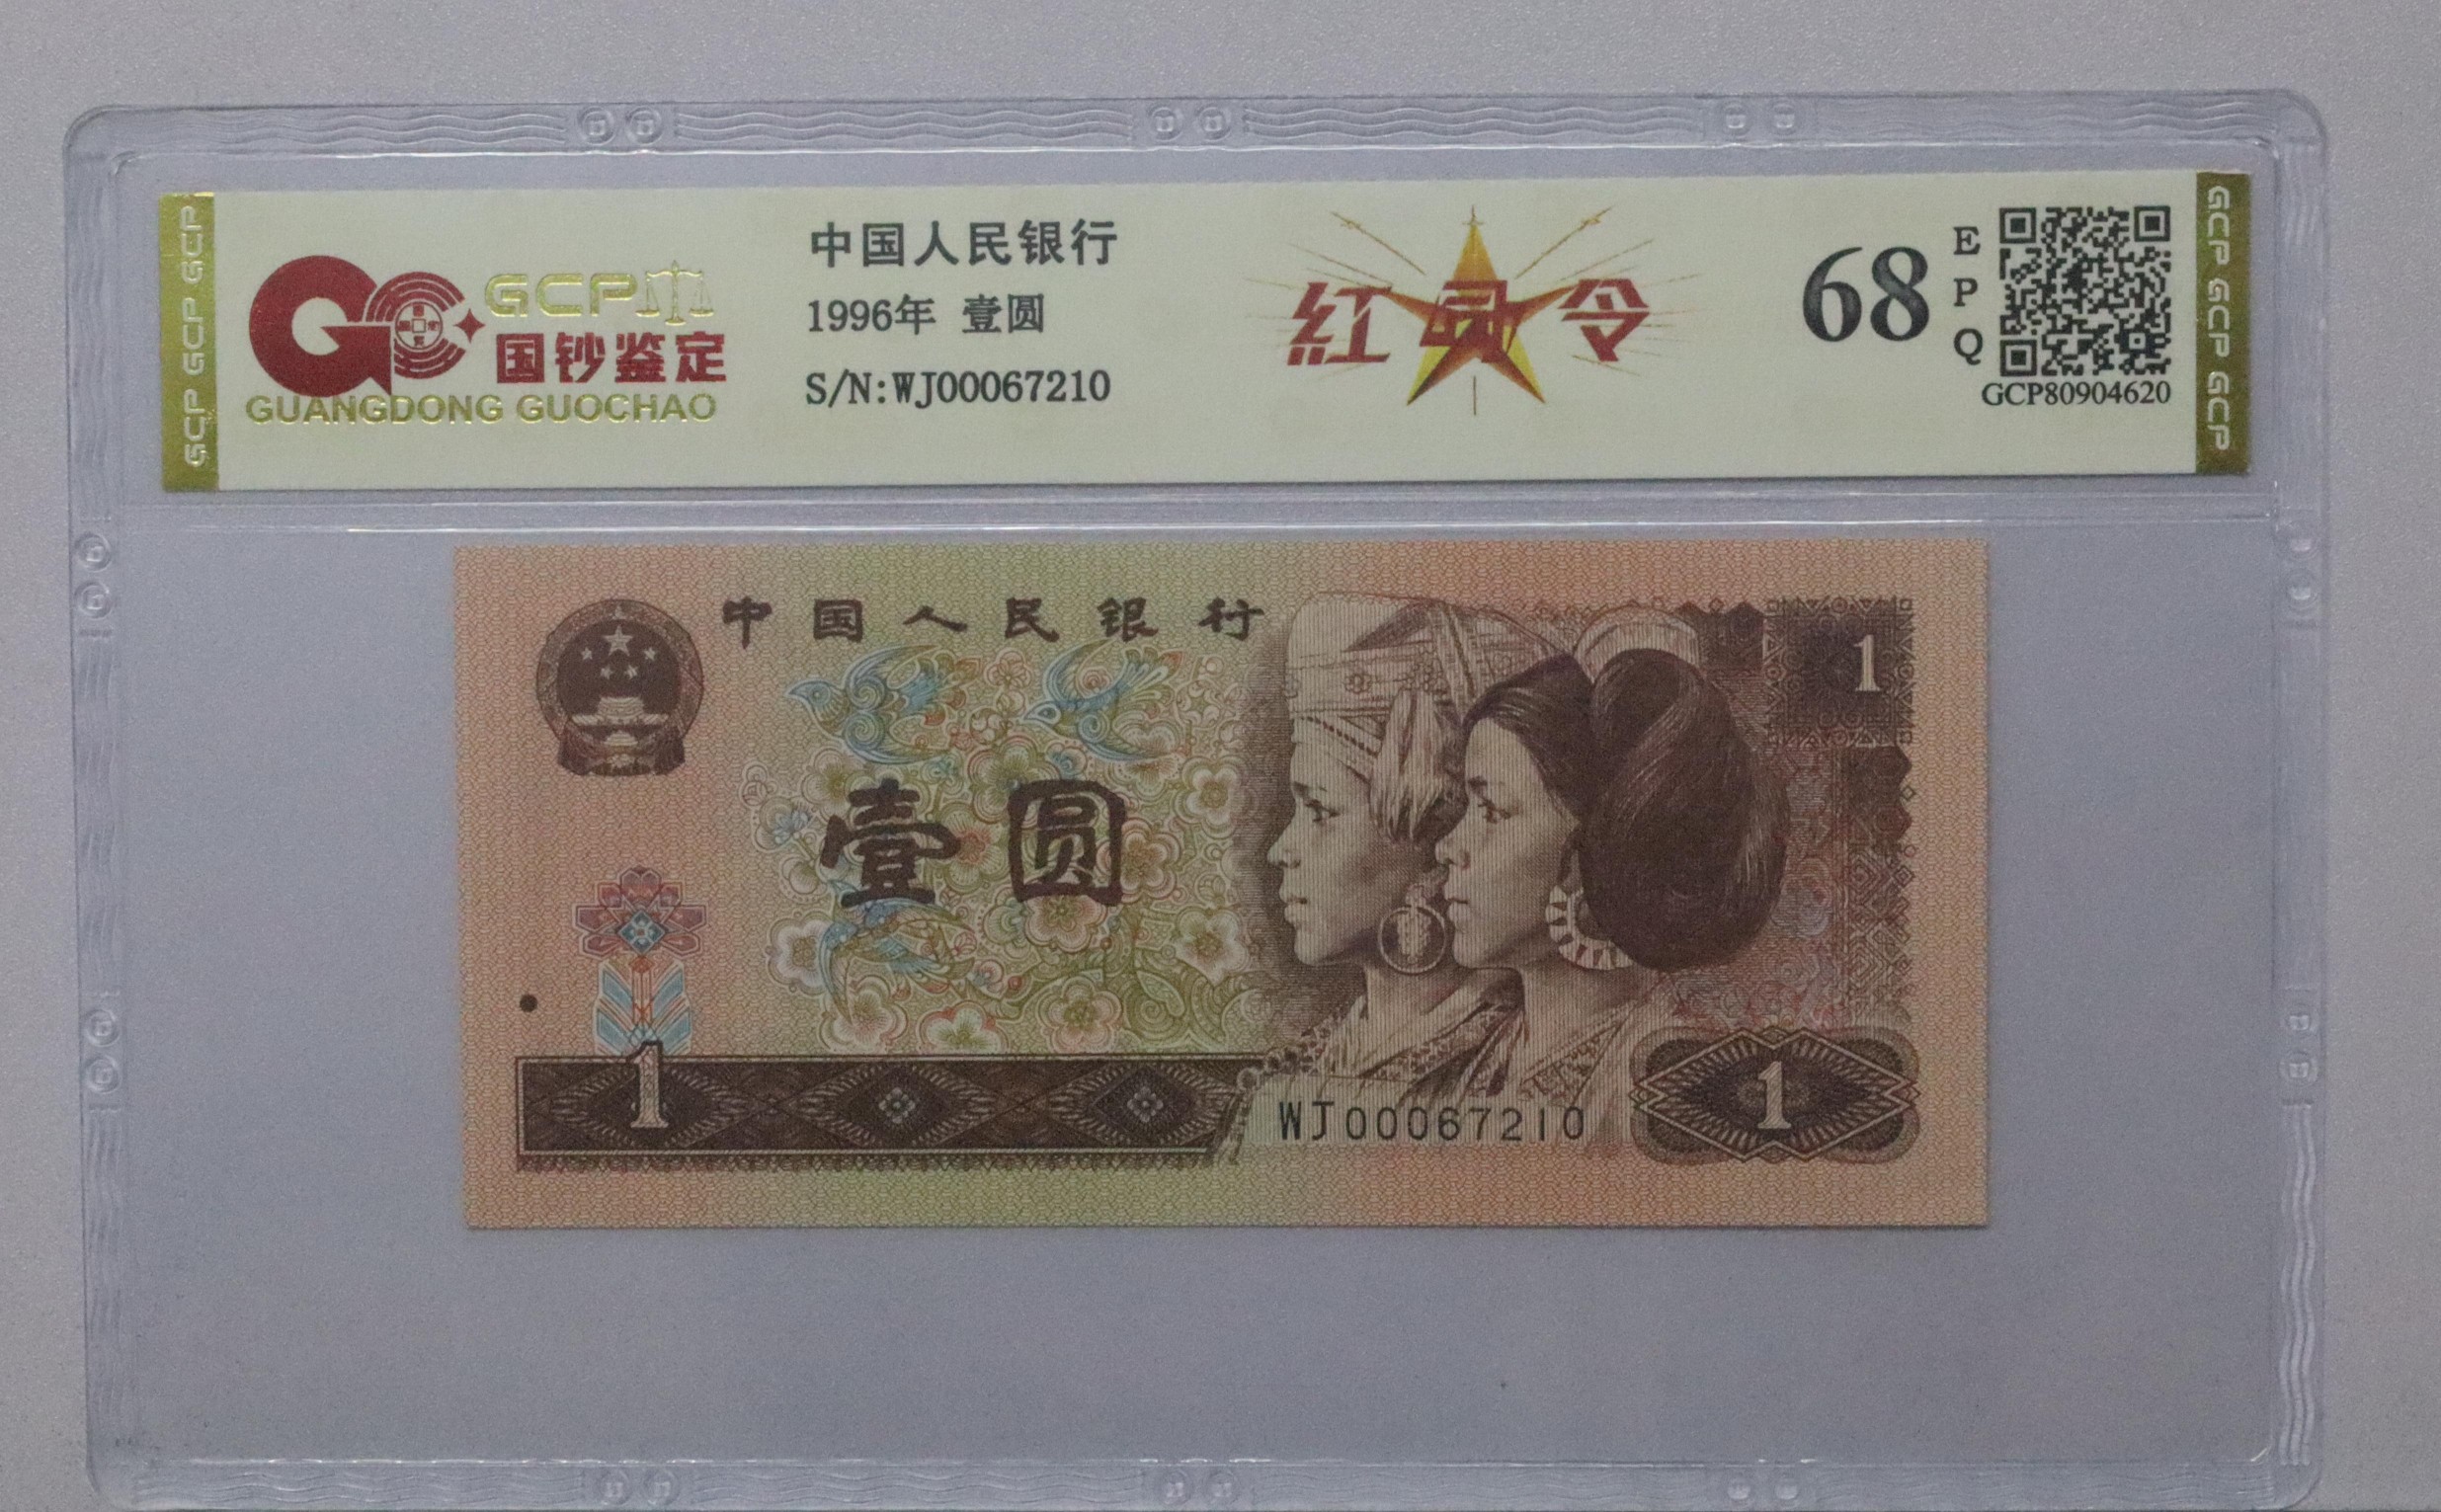 GCP GCP GCP
GCP
国钞鉴定
GUANGDONG GUOCHAO
中国人民银行
1996年 壹圆
S/N:WJ00067210
紅 令
68
E
P
Q
GCP80904620
GCP GCP GCP
中国人民银行
1
壹圆
1
WJ00067210
1